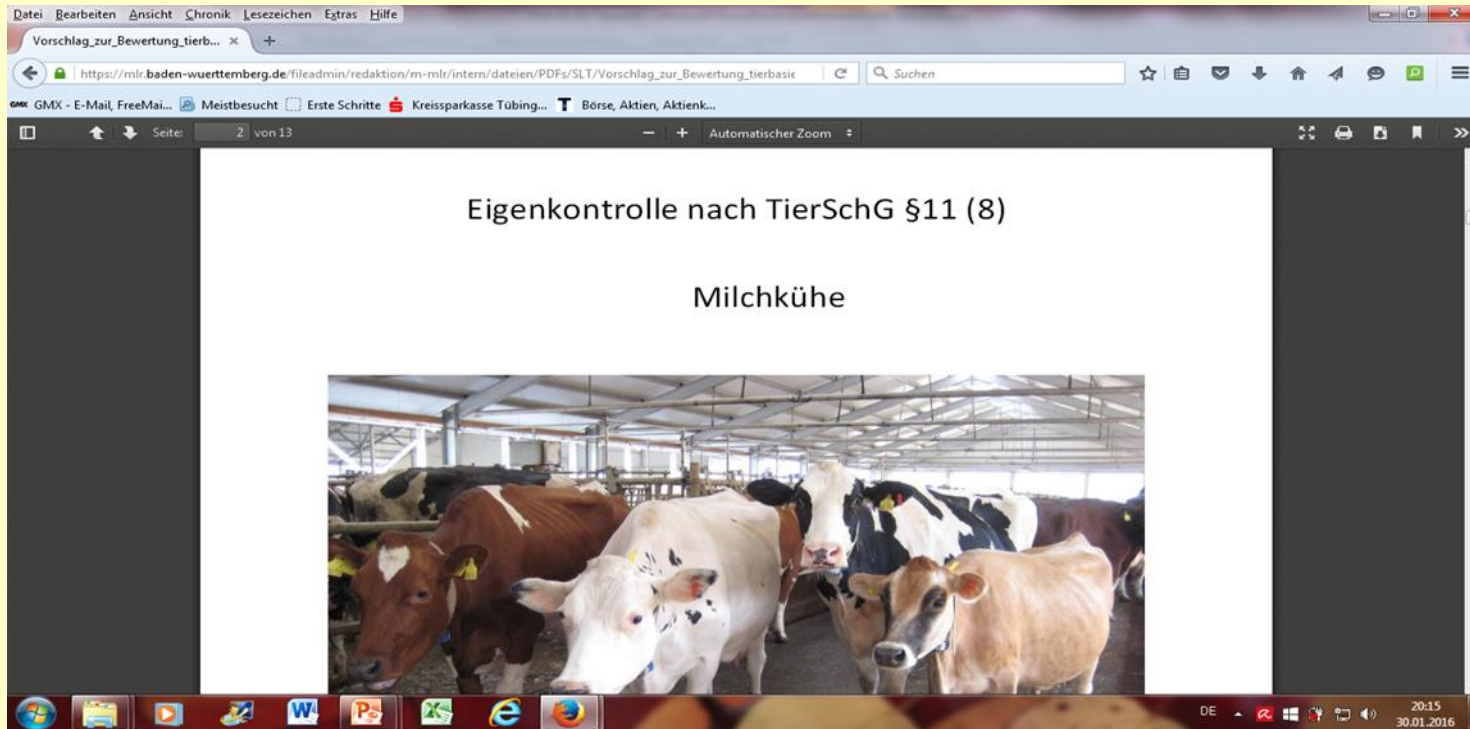 Datei Bearbeiten Ansicht Chronik Lesezeichen Extras Hilfe
Vorschlag_zur_Bewertung_tierb... × +
https://mlr.baden-wuerttemberg.de/fileadmin/redaktion/m-mlr/intern/dateien/PDFs/SLT/Vorschlag_zur_Bewertung_tierbasie Suchen
GMX GMX - E-Mail, FreeMai... Meistbesucht Erste Schritte Kreissparkasse Tübing... T Börse, Aktien, Aktienk...
Seite: 2 von 13 − + Automatischer Zoom
Eigenkontrolle nach TierSchG §11 (8)
Milchkühe
DE 20:15
30.01.2016